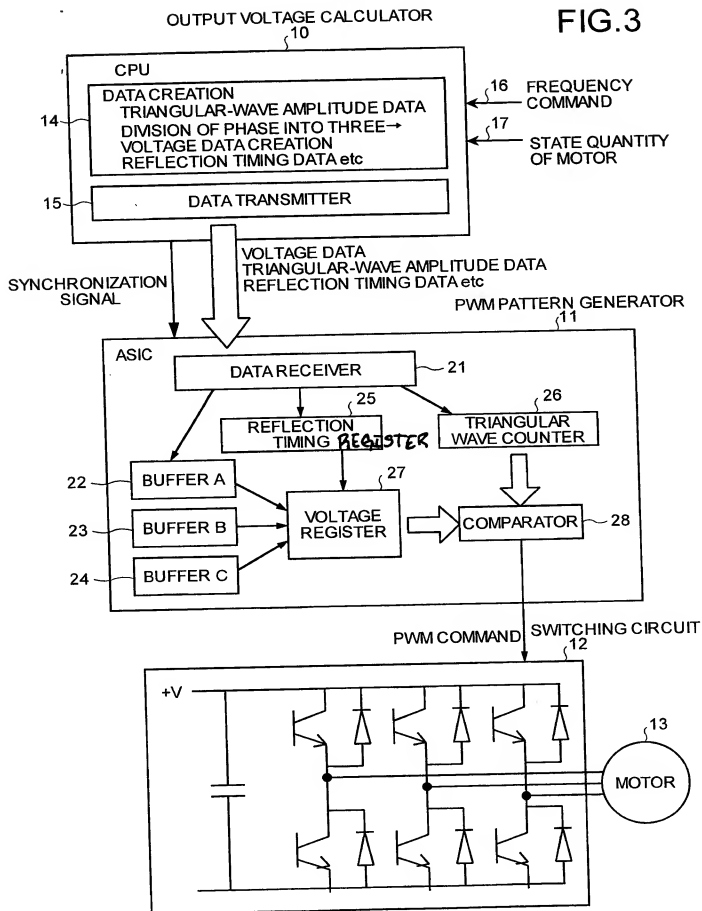 FIG.3
OUTPUT VOLTAGE CALCULATOR
10
CPU
14
DATA CREATION
TRIANGULAR-WAVE AMPLITUDE DATA
DIVISION OF PHASE INTO THREE→
VOLTAGE DATA CREATION
REFLECTION TIMING DATA etc
15
DATA TRANSMITTER
16
FREQUENCY
COMMAND
17
STATE QUANTITY
OF MOTOR
SYNCHRONIZATION
SIGNAL
VOLTAGE DATA
TRIANGULAR-WAVE AMPLITUDE DATA
REFLECTION TIMING DATA etc
PWM PATTERN GENERATOR
11
ASIC
DATA RECEIVER
21
25
REFLECTION
TIMING REGISTER
26
TRIANGULAR
WAVE COUNTER
22
BUFFER A
23
BUFFER B
24
BUFFER C
27
VOLTAGE
REGISTER
COMPARATOR
28
PWM COMMAND
SWITCHING CIRCUIT
12
+V
13
MOTOR